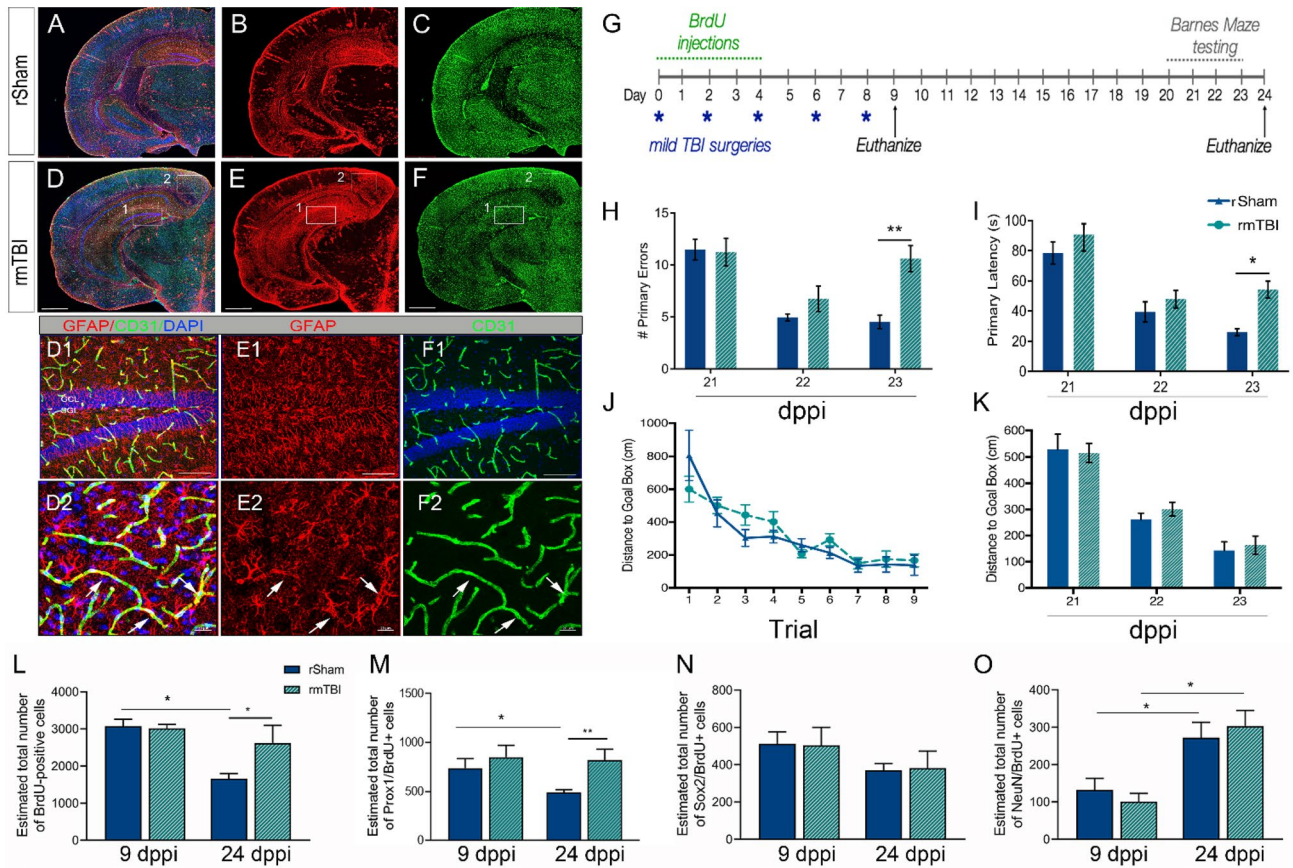 A
B
C
rSham
D
2
1
E
2
1
F
2
1
rmTBI
GFAP/CD31/DAPI
GFAP
CD31
D1
GCL
SGL
E1
F1
D2
E2
F2
G
BrdU
injections
Barnes Maze
testing
Day
0 1 2 3 4 5 6 7 8 9 10 11 12 13 14 15 16 17 18 19 20 21 22 23 24
* * * * *
mild TBI surgeries
Euthanize
Euthanize
H
# Primary Errors
15
10
5
0
**
21 22 23
dppi
I
rSham
rmTBI
Primary Latency (s)
100
80
60
40
20
0
*
21 22 23
dppi
J
Distance to Goal Box (cm)
1000
800
600
400
200
0
1 2 3 4 5 6 7 8 9
Trial
K
Distance to Goal Box (cm)
600
500
400
300
200
100
0
21 22 23
dppi
L
rSham
rmTBI
Estimated total number
of BrdU-positive cells
4000
3000
2000
1000
0
*
*
9 dppi 24 dppi
M
Estimated total number
of Prox1/BrdU+ cells
1500
1000
500
0
*
**
9 dppi 24 dppi
N
Estimated total number
of Sox2/BrdU+ cells
800
600
400
200
0
9 dppi 24 dppi
O
Estimated total number
of NeuN/BrdU+ cells
400
300
200
100
0
*
*
9 dppi 24 dppi